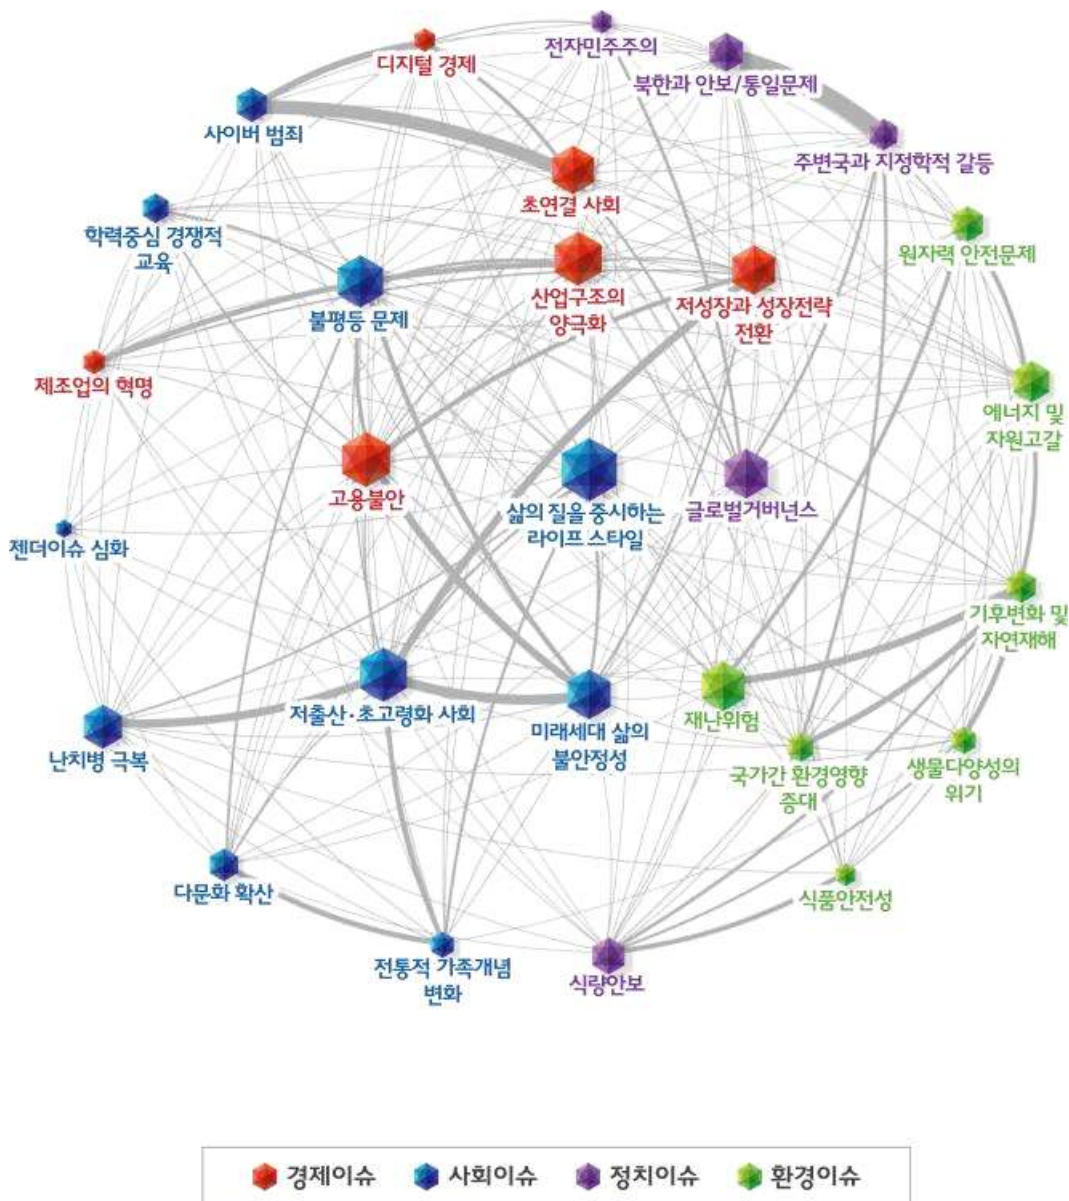 전자민주주의
디지털 경제
북한과 안보/통일문제
사이버 범죄
주변국과 지정학적 갈등
초연결 사회
학력중심 경쟁적
교육
원자력 안전문제
불평등 문제
산업구조의
양극화
저성장과 성장전략
전환
제조업의 혁명
에너지 및
자원고갈
고용불안
삶의 질을 중시하는
라이프 스타일
글로벌거버넌스
젠더이슈 심화
기후변화 및
자연재해
저출산·초고령화 사회
재난위험
난치병 극복
미래세대 삶의
불안정성
국가간 환경영향
증대
생물다양성의
위기
다문화 확산
식품안전성
전통적 가족개념
변화
식량안보
경제이슈 사회이슈 정치이슈 환경이슈